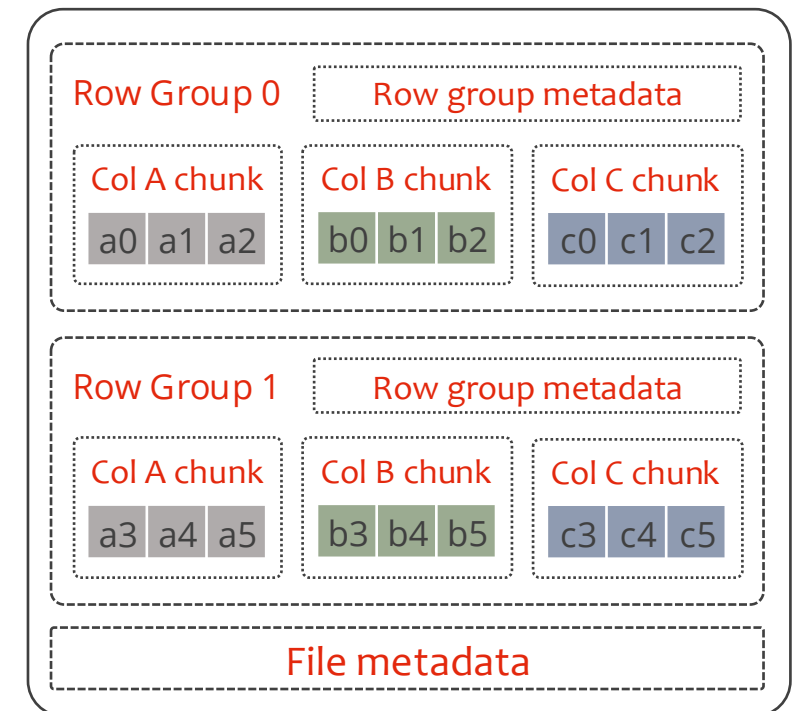 Row Group 0
Row group metadata
Col A chunk
Col B chunk
Col C chunk
a0 a1 a2
b0 b1 b2
c0 c1 c2
Row Group 1
Row group metadata
Col A chunk
Col B chunk
Col C chunk
a3 a4 a5
b3 b4 b5
c3 c4 c5
File metadata